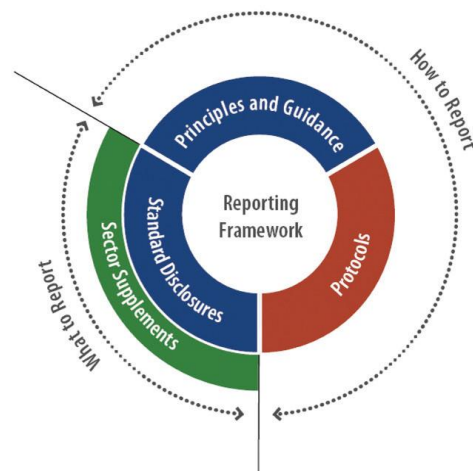 How to Report
Principles and Guidance
Reporting
Framework
Standard Disclosures
Sector Supplements
Protocols
What to Report